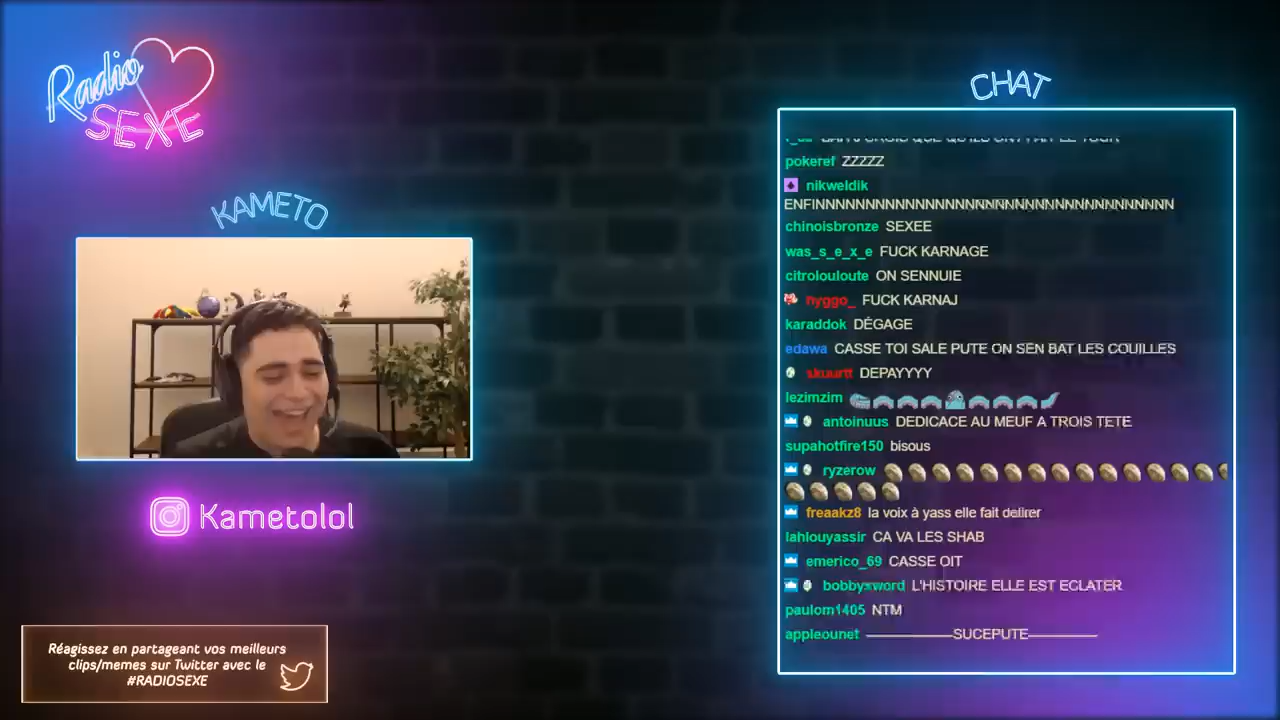 Radio
SEXE
KAMETO
Kametolol
Réagissez en partageant vos meilleurs
clips/memes sur Twitter avec le
#RADIOSEXE
CHAT
pokeref ZZZZZ
nikweldik
ENFINNNNNNNNNNNNNNNNNNNNNNNNNNNNNNNNNNNN
chinoisbronze SEXEE
was_s_e_x_e FUCK KARNAGE
citrolouloute ON SENNUIE
hyggo_ FUCK KARNAJ
karaddok DÉGAGE
edawa CASSE TOI SALE PUTE ON SEN BAT LES COUILLES
skuurtt DEPAYYYY
lezimzim
antoinuus DEDICACE AU MEUF A TROIS TETE
supahotfire150 bisous
ryzerow
freaakz8 la voix à yass elle fait delirer
lahlouyassir CA VA LES SHAB
emerico_69 CASSE OIT
bobbyxword L'HISTOIRE ELLE EST ECLATER
paulom1405 NTM
appleounet ——————SUCEPUTE——————